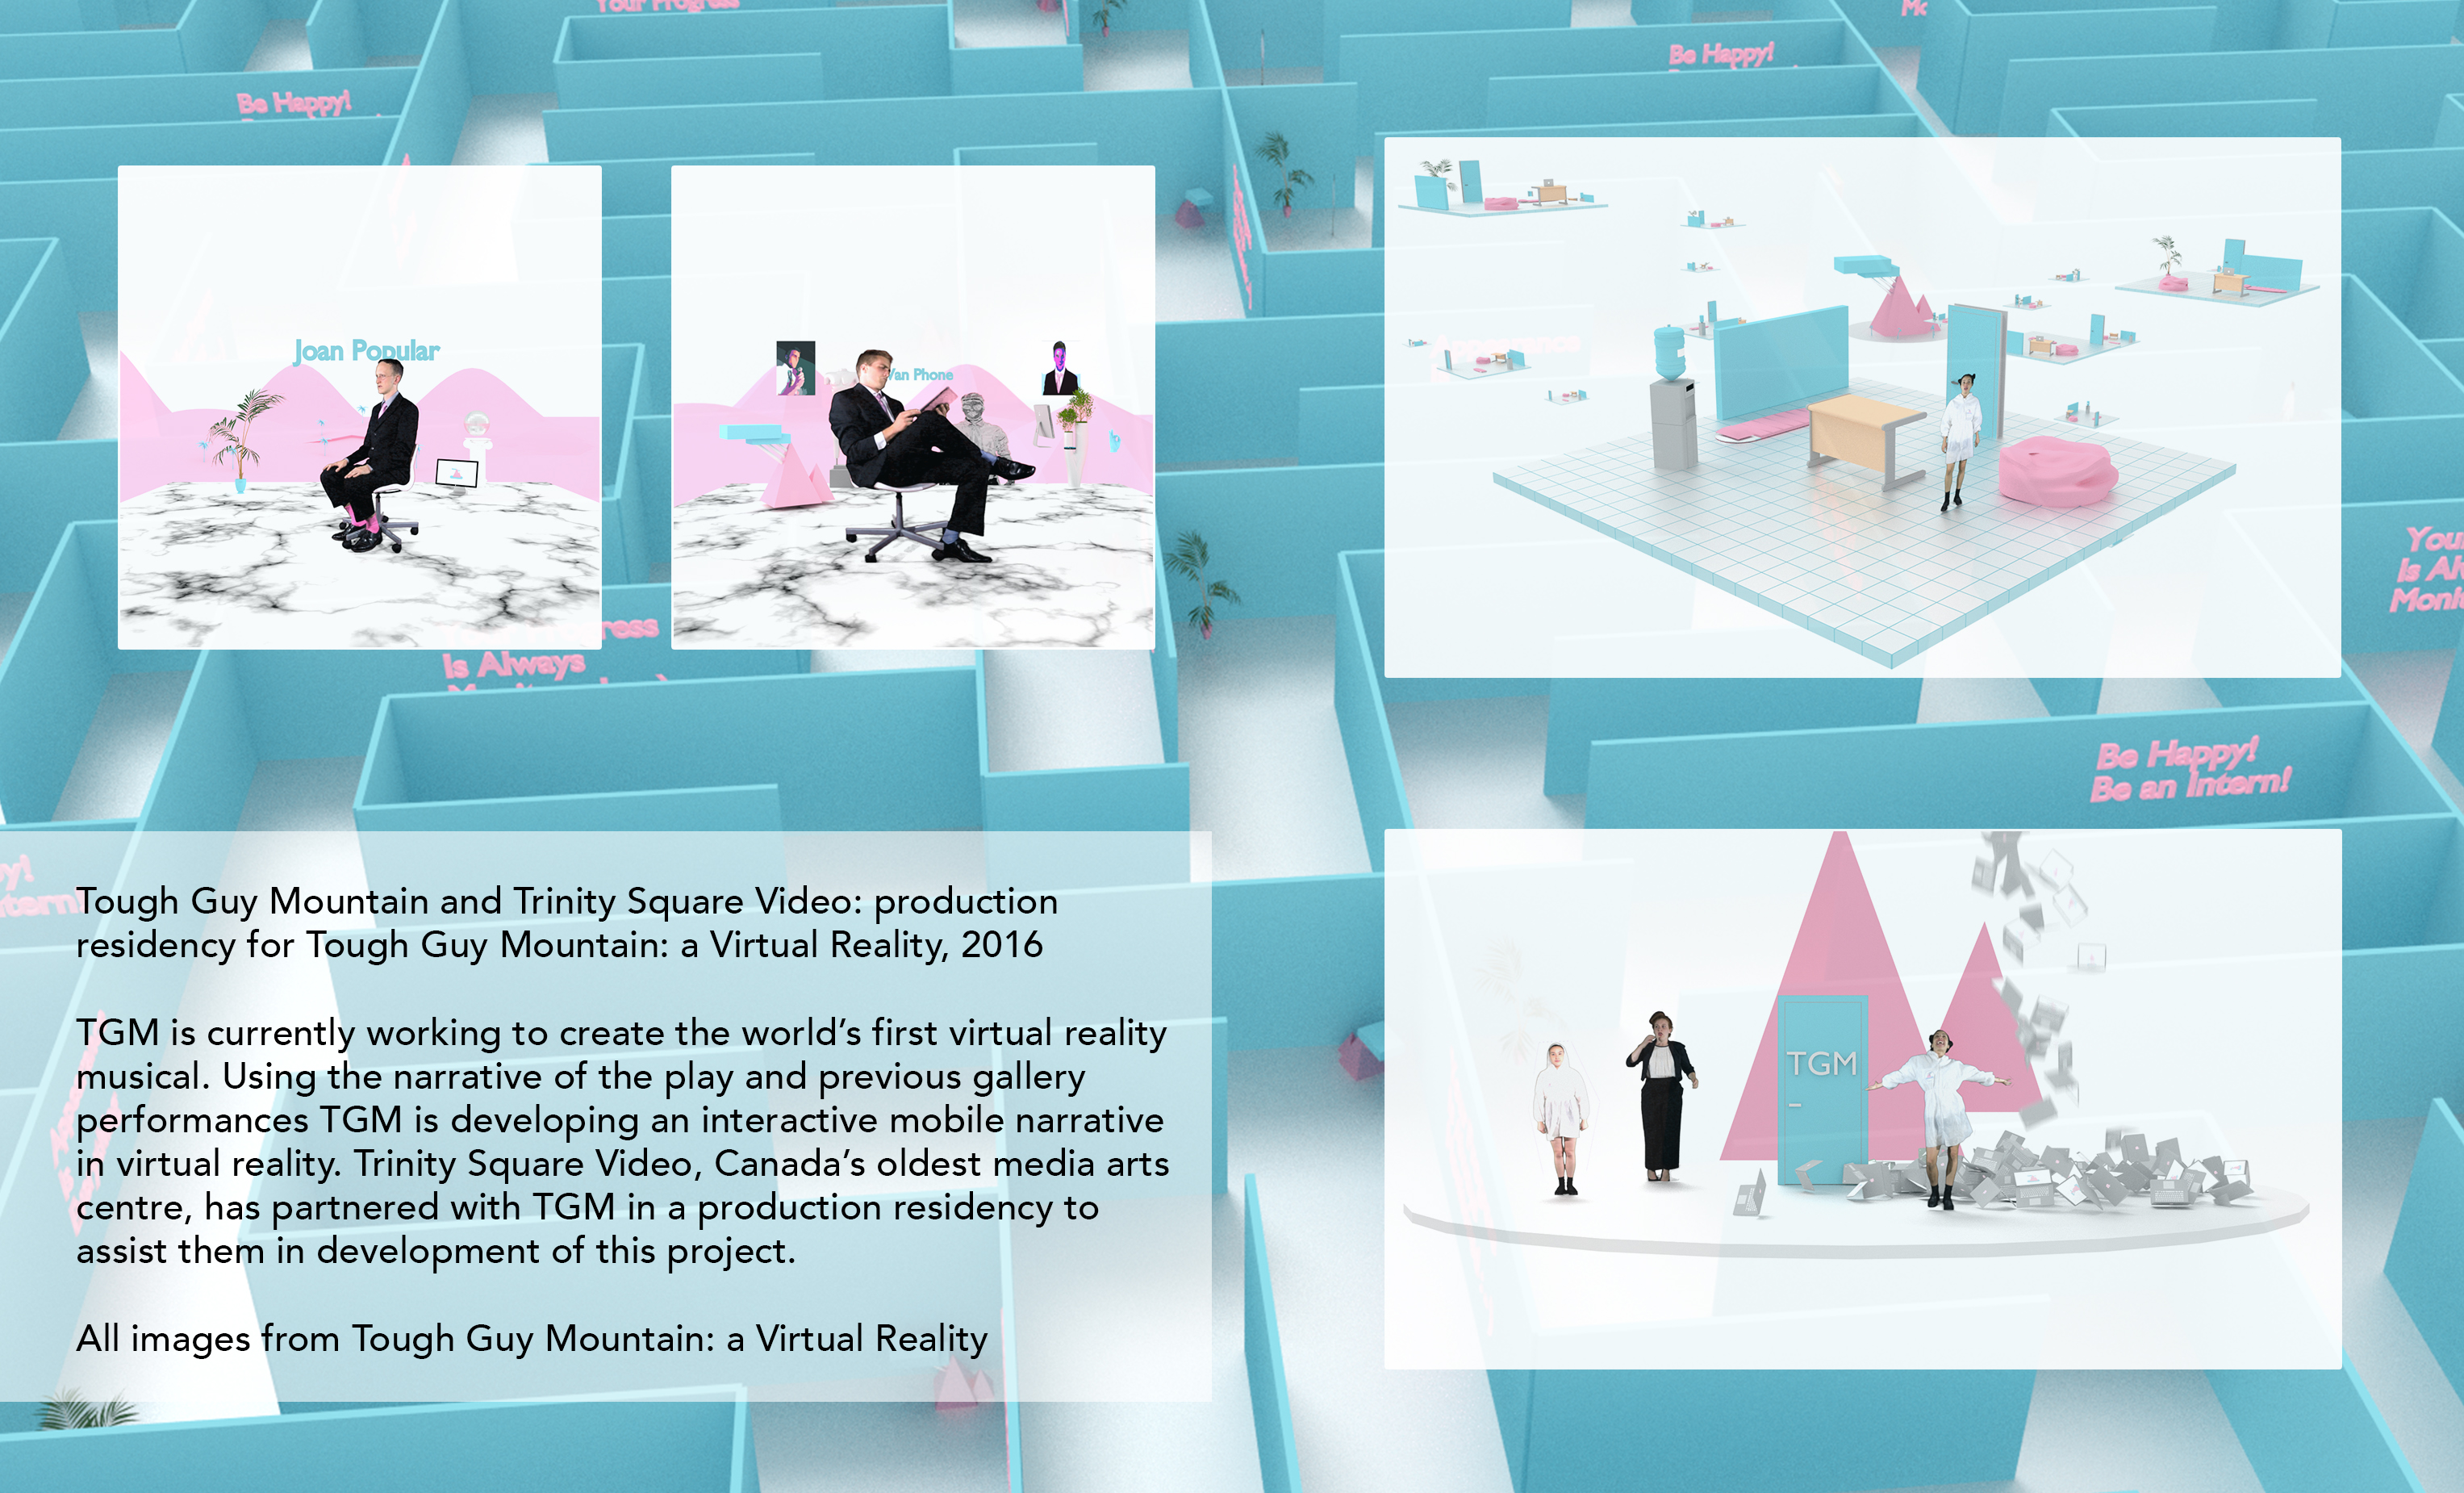 Your Progress
Be Happy!
Be Happy!
Joan Popular
Van Phone
Appearance
Is Always
Your
Is
Be Happy!
Be an Intern!
TGM
Tough Guy Mountain and Trinity Square Video: production
residency for Tough Guy Mountain: a Virtual Reality, 2016
TGM is currently working to create the world's first virtual reality
musical. Using the narrative of the play and previous gallery
performances TGM is developing an interactive mobile narrative
in virtual reality. Trinity Square Video, Canada's oldest media arts
centre, has partnered with TGM in a production residency to
assist them in development of this project.
All images from Tough Guy Mountain: a Virtual Reality